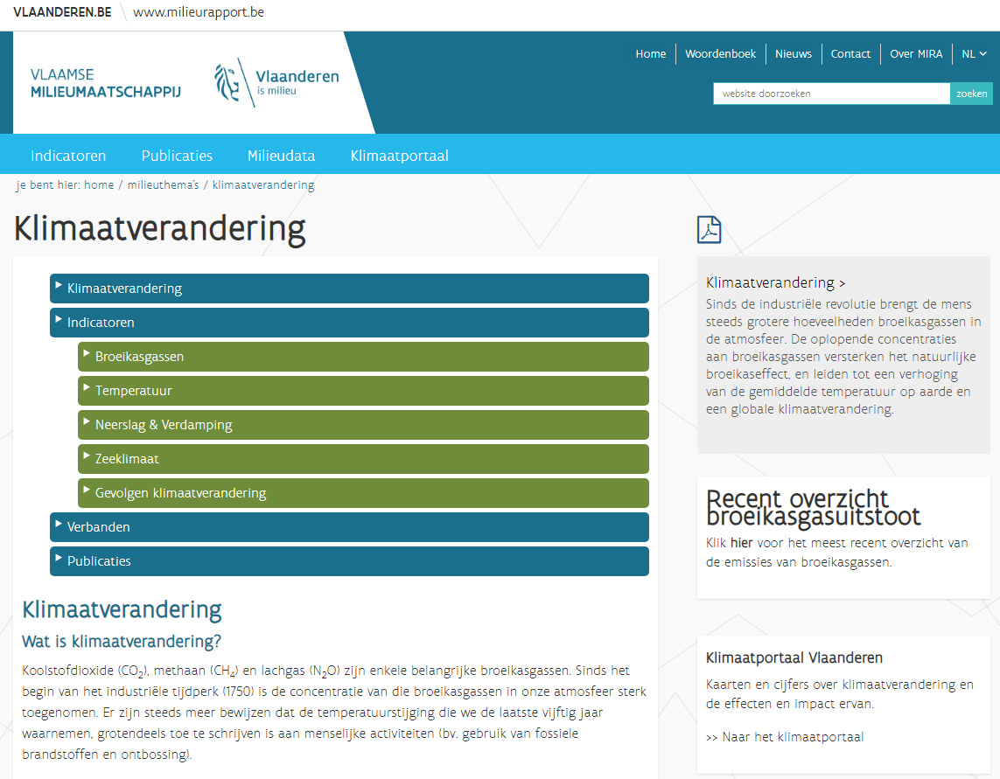 VLAANDEREN.BE www.milieurapport.be
VLAAMSE
MILIEUMAATSCHAPPIJ
Vlaanderen
is milieu
Home Woordenboek Nieuws Contact Over MIRA NL
website doorzoeken zoeken
Indicatoren Publicaties Milieudata Klimaatportaal
je bent hier: home / milieuthema's / klimaatverandering
Klimaatverandering
Klimaatverandering
Indicatoren
Broeikasgassen
Temperatuur
Neerslag & Verdamping
Zeeklimaat
Gevolgen klimaatverandering
Verbanden
Publicaties
Klimaatverandering
Wat is klimaatverandering?
Koolstofdioxide (CO₂), methaan (CH₄) en lachgas (N₂O) zijn enkele belangrijke broeikasgassen. Sinds het
begin van het industriële tijdperk (1750) is de concentratie van die broeikasgassen in onze atmosfeer sterk
toegenomen. Er zijn steeds meer bewijzen dat de temperatuurstijging die we de laatste vijftig jaar
waarnemen, grotendeels toe te schrijven is aan menselijke activiteiten (bv. gebruik van fossiele
brandstoffen en ontbossing).
Klimaatverandering >
Sinds de industriële revolutie brengt de mens
steeds grotere hoeveelheden broeikasgassen in
de atmosfeer. De oplopende concentraties
aan broeikasgassen versterken het natuurlijke
broeikaseffect, en leiden tot een verhoging
van de gemiddelde temperatuur op aarde en
een globale klimaatverandering.
Recent overzicht
broeikasgasuitstoot
Klik hier voor het meest recent overzicht van
de emissies van broeikasgassen.
Klimaatportaal Vlaanderen
Kaarten en cijfers over klimaatverandering en
de effecten en impact ervan.
>> Naar het klimaatportaal